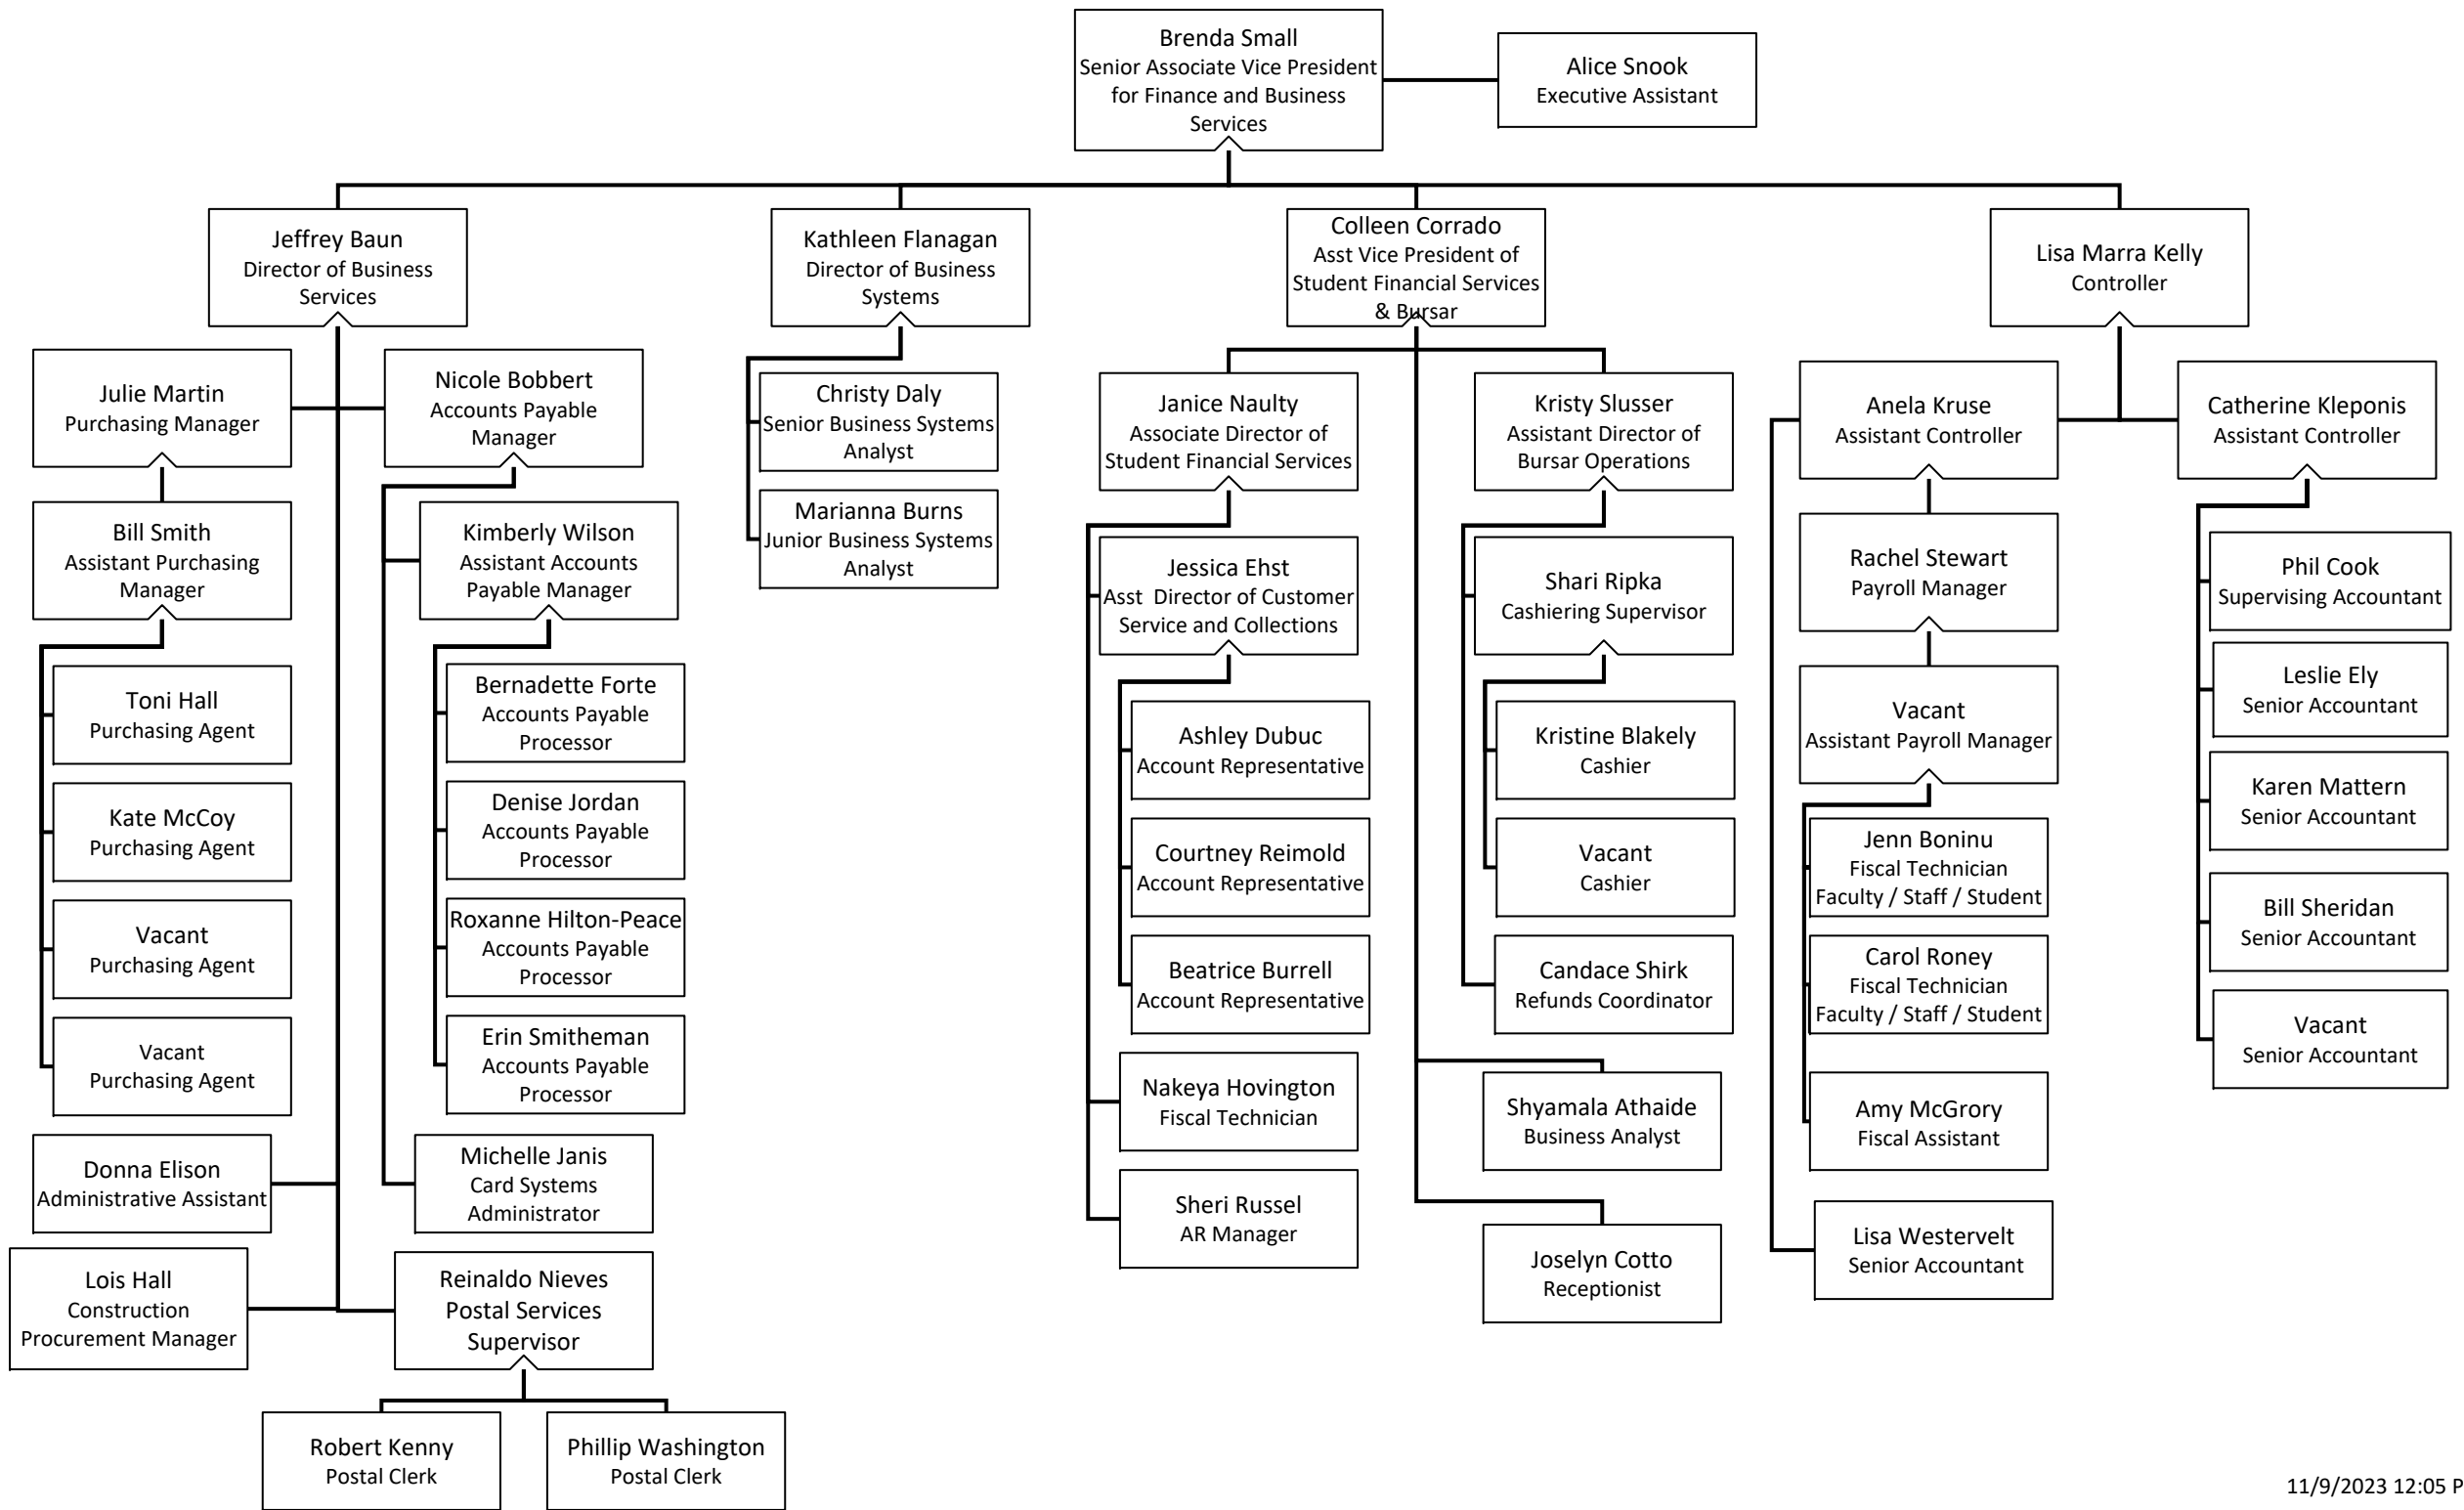 Brenda Small
Senior Associate Vice President
for Finance and Business
Services
Alice Snook
Executive Assistant
Jeffrey Baun
Director of Business
Services
Kathleen Flanagan
Director of Business
Systems
Colleen Corrado
Asst Vice President of
Student Financial Services
& Bursar
Lisa Marra Kelly
Controller
Julie Martin
Purchasing Manager
Nicole Bobbert
Accounts Payable
Manager
Bill Smith
Assistant Purchasing
Manager
Kimberly Wilson
Assistant Accounts
Payable Manager
Toni Hall
Purchasing Agent
Kate McCoy
Purchasing Agent
Vacant
Purchasing Agent
Vacant
Purchasing Agent
Bernadette Forte
Accounts Payable
Processor
Denise Jordan
Accounts Payable
Processor
Roxanne Hilton-Peace
Accounts Payable
Processor
Erin Smitheman
Accounts Payable
Processor
Donna Elison
Administrative Assistant
Michelle Janis
Card Systems
Administrator
Lois Hall
Construction
Procurement Manager
Reinaldo Nieves
Postal Services
Supervisor
Robert Kenny
Postal Clerk
Phillip Washington
Postal Clerk
Christy Daly
Senior Business Systems
Analyst
Marianna Burns
Junior Business Systems
Analyst
Janice Naulty
Associate Director of
Student Financial Services
Kristy Slusser
Assistant Director of
Bursar Operations
Jessica Ehst
Asst  Director of Customer
Service and Collections
Ashley Dubuc
Account Representative
Courtney Reimold
Account Representative
Beatrice Burrell
Account Representative
Nakeya Hovington
Fiscal Technician
Sheri Russel
AR Manager
Shari Ripka
Cashiering Supervisor
Kristine Blakely
Cashier
Vacant
Cashier
Candace Shirk
Refunds Coordinator
Shyamala Athaide
Business Analyst
Joselyn Cotto
Receptionist
Anela Kruse
Assistant Controller
Catherine Kleponis
Assistant Controller
Rachel Stewart
Payroll Manager
Vacant
Assistant Payroll Manager
Jenn Boninu
Fiscal Technician
Faculty / Staff / Student
Carol Roney
Fiscal Technician
Faculty / Staff / Student
Amy McGrory
Fiscal Assistant
Lisa Westervelt
Senior Accountant
Phil Cook
Supervising Accountant
Leslie Ely
Senior Accountant
Karen Mattern
Senior Accountant
Bill Sheridan
Senior Accountant
Vacant
Senior Accountant
11/9/2023 12:05 P